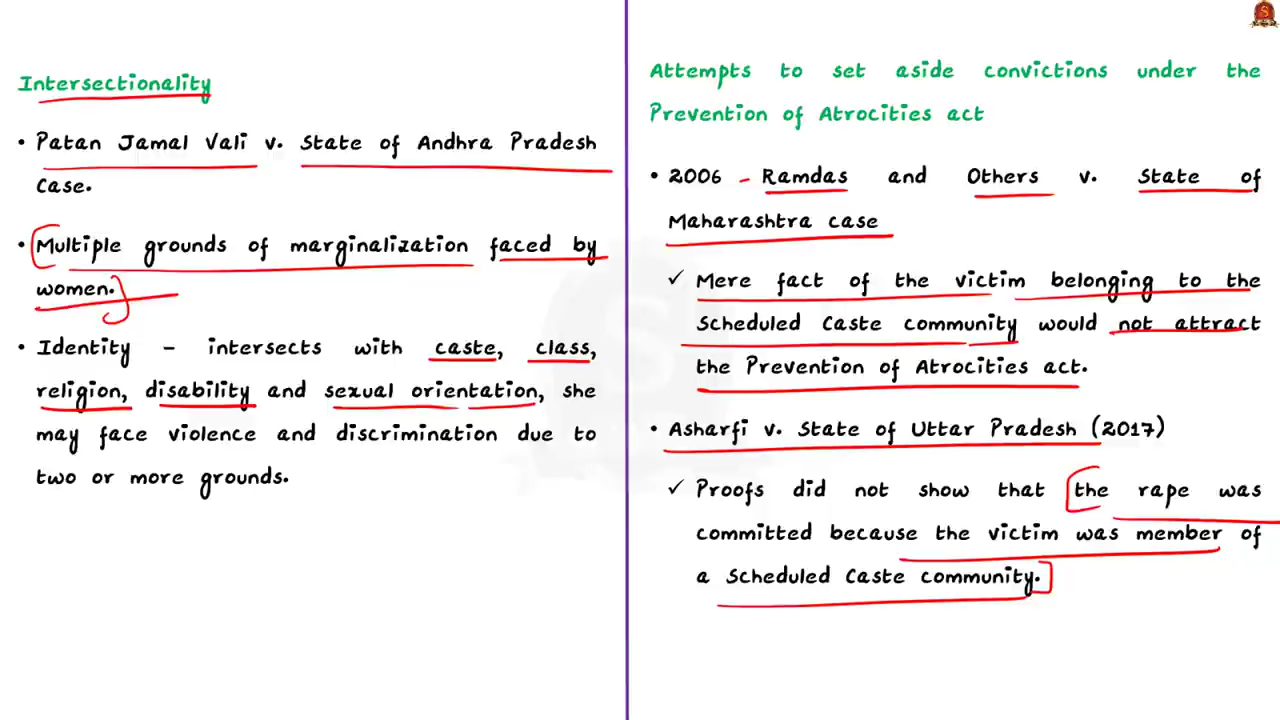 Intersectionality
• Patan Jamal Vali v. State of Andhra Pradesh
Case.
• Multiple grounds of marginalization faced by
women.
• Identity – intersects with caste, class,
religion, disability and sexual orientation, she
may face violence and discrimination due to
two or more grounds.
Attempts to set aside convictions under the
Prevention of Atrocities act
• 2006 – Ramdas and Others v. State of
Maharashtra case
✓ Mere fact of the victim belonging to the
Scheduled Caste community would not attract
the Prevention of Atrocities act.
• Asharfi v. State of Uttar Pradesh (2017)
✓ Proofs did not show that the rape was
committed because the victim was member of
a Scheduled Caste community.